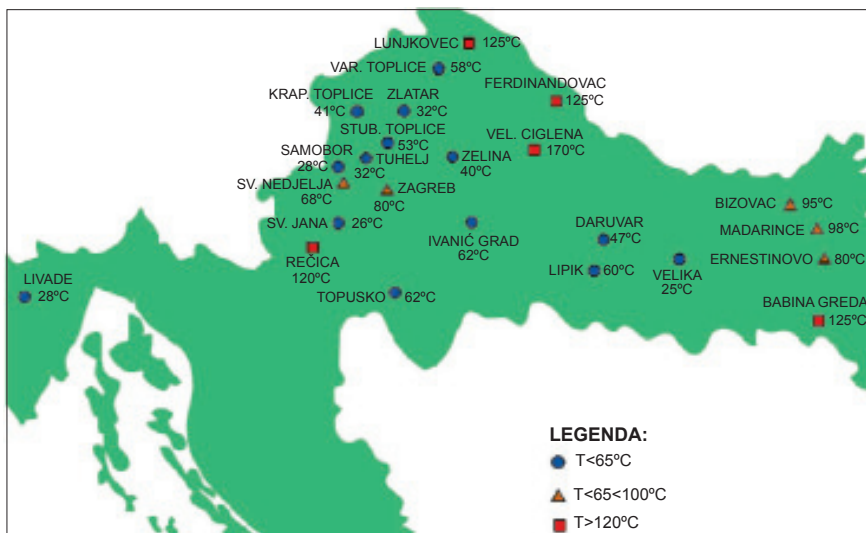 LUNJKOVEC 125ºC
VAR. TOPLICE 58ºC
FERDINANDOVAC
125ºC
KRAP. TOPLICE
41ºC
ZLATAR
32ºC
STUB. TOPLICE
53ºC
VEL. CIGLENA
170ºC
SAMOBOR
28ºC
TUHELJ
32ºC
ZELINA
40ºC
SV. NEDJELJA
68ºC
ZAGREB
80ºC
BIZOVAC 95ºC
MADARINCE 98ºC
SV. JANA 26ºC
IVANIĆ GRAD
62ºC
DARUVAR
47ºC
REČICA
120ºC
ERNESTINOVO 80ºC
LIPIK 60ºC
VELIKA
25ºC
LIVADE
28ºC
TOPUSKO 62ºC
BABINA GREDA
125ºC
LEGENDA:
T<65ºC
T<65<100ºC
T>120ºC